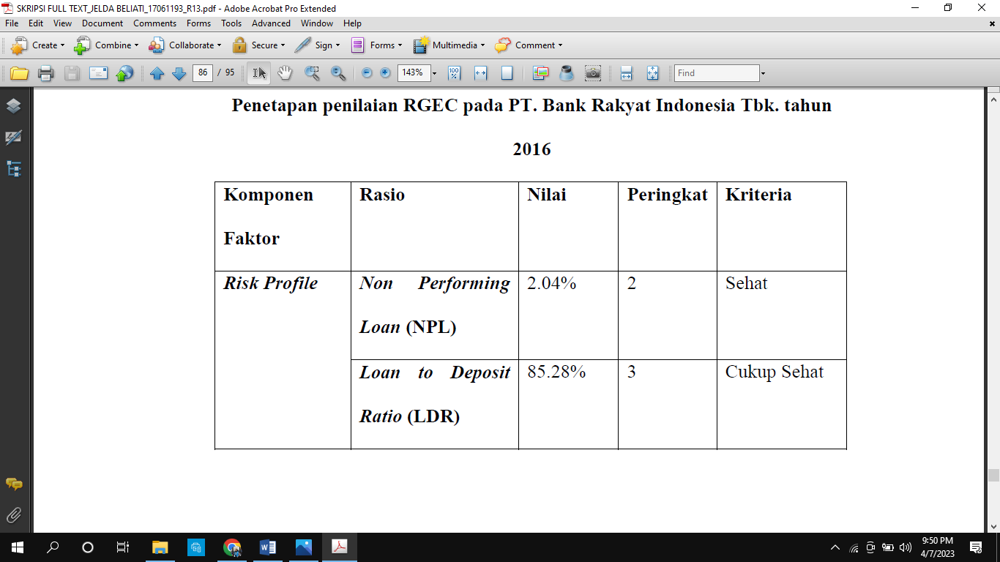 SKRIPSI FULL TEXT_JELDA BELIATI_17061193_R13.pdf - Adobe Acrobat Pro Extended
File Edit View Document Comments Forms Tools Advanced Window Help
Create Combine Collaborate Secure Sign Forms Multimedia Comment
86 / 95 143% Find
Penetapan penilaian RGEC pada PT. Bank Rakyat Indonesia Tbk. tahun
2016
Komponen Rasio Nilai Peringkat Kriteria
Faktor
Risk Profile Non Performing 2.04% 2 Sehat
Loan (NPL)
Loan to Deposit 85.28% 3 Cukup Sehat
Ratio (LDR)
9:50 PM
4/7/2023